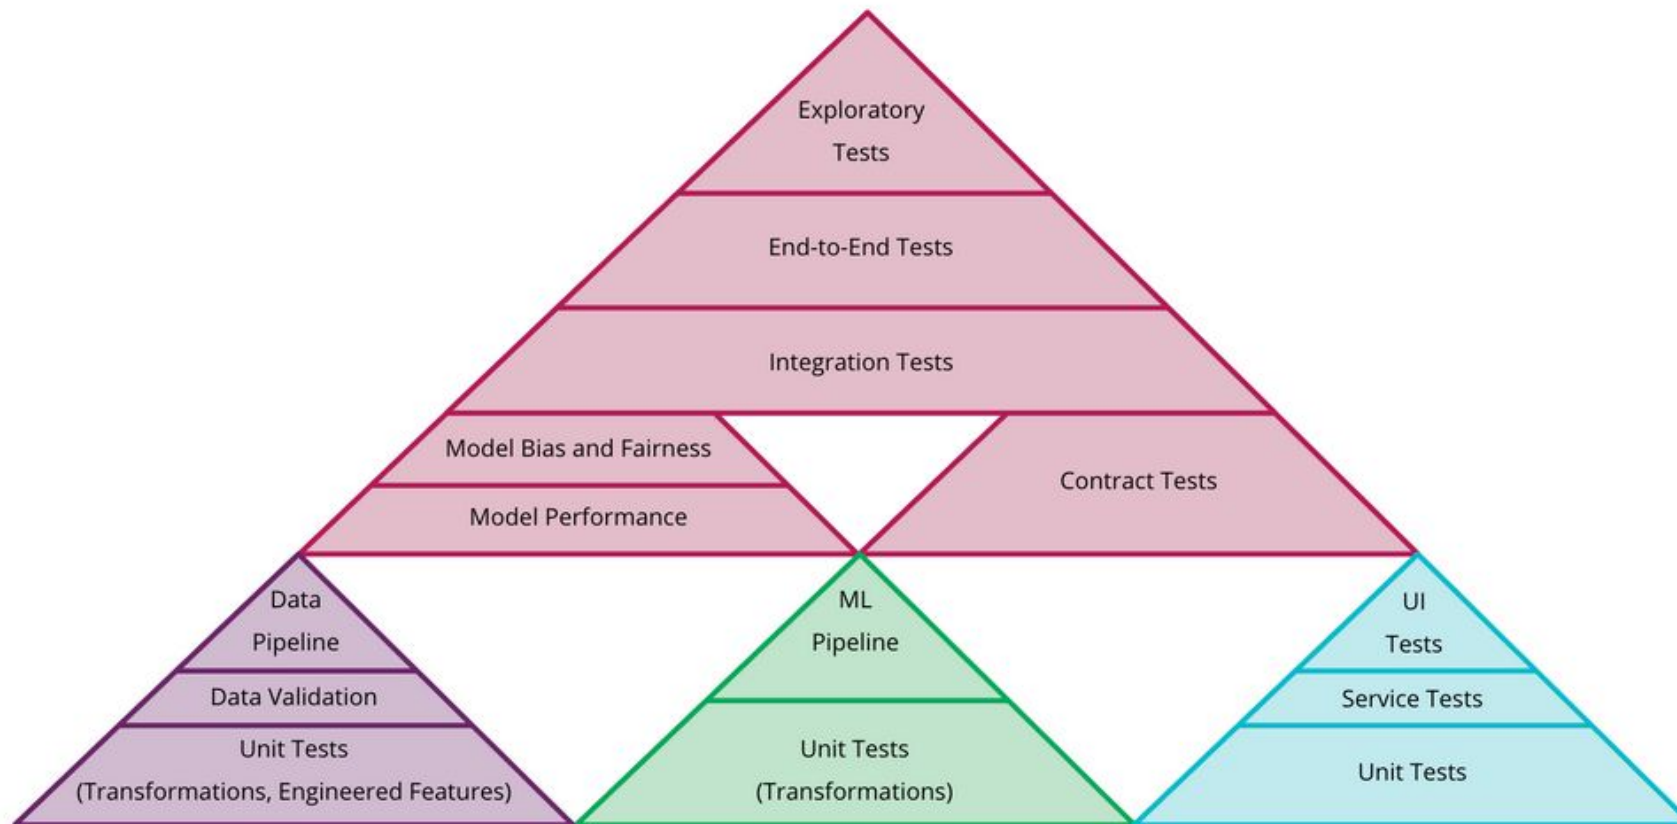 Exploratory
Tests
End-to-End Tests
Integration Tests
Model Bias and Fairness
Model Performance
Contract Tests
Data
Pipeline
Data Validation
Unit Tests
(Transformations, Engineered Features)
ML
Pipeline
Unit Tests
(Transformations)
UI
Tests
Service Tests
Unit Tests